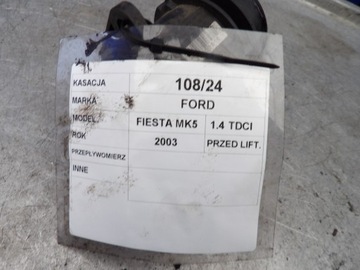 KASACJA 108/24
MARKA FORD
MODEL FIESTA MK5 1.4 TDCI
ROK 2003 PRZED LIFT.
PRZEPŁYWOMIERZ
INNE